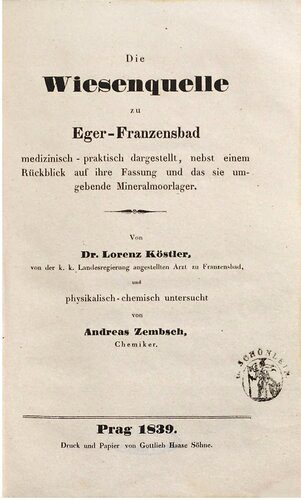 Die
Wiesenquelle
zu
Eger-Franzensbad
medizinisch-praktisch dargestellt, nebst einem
Rückblick auf ihre Fassung und das sie um-
gebende Mineralmoorlager.
Von
Dr. Lorenz Köstler,
von der k. k. Landesregierung angestellten Arzt zu Franzensbad,
und
physikalisch-chemisch untersucht
von
Andreas Zembsch,
Chemiker.
SCHÖNLEIN
Prag 1839.
Druck und Papier von Gottlieb Haase Söhne.